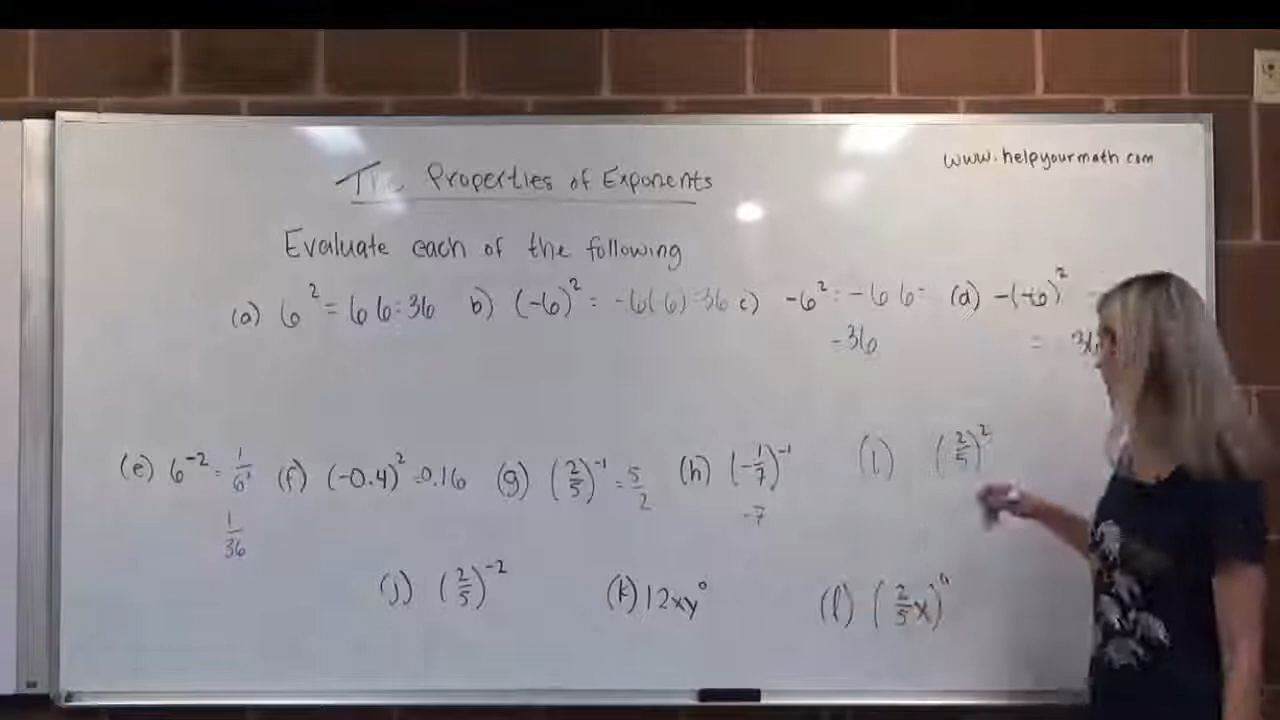 www.helpyourmath.com
The Properties of Exponents
Evaluate each of the following
(a) 6² = 6 6 = 36 b) (-6)² = -6(6) = 36 c) -6² = -6 6 = (d) -(-6)² =
-36 = 36
(e) 6⁻² = 1/6² (f) (-0.4)² = 0.16 (g) (2/5)⁻¹ = 5/2 (h) (-1/7)⁻¹ (i) (2/5)²
1/36 -7
(j) (2/5)⁻² (k) 12xy⁰ (l) (2/5x)